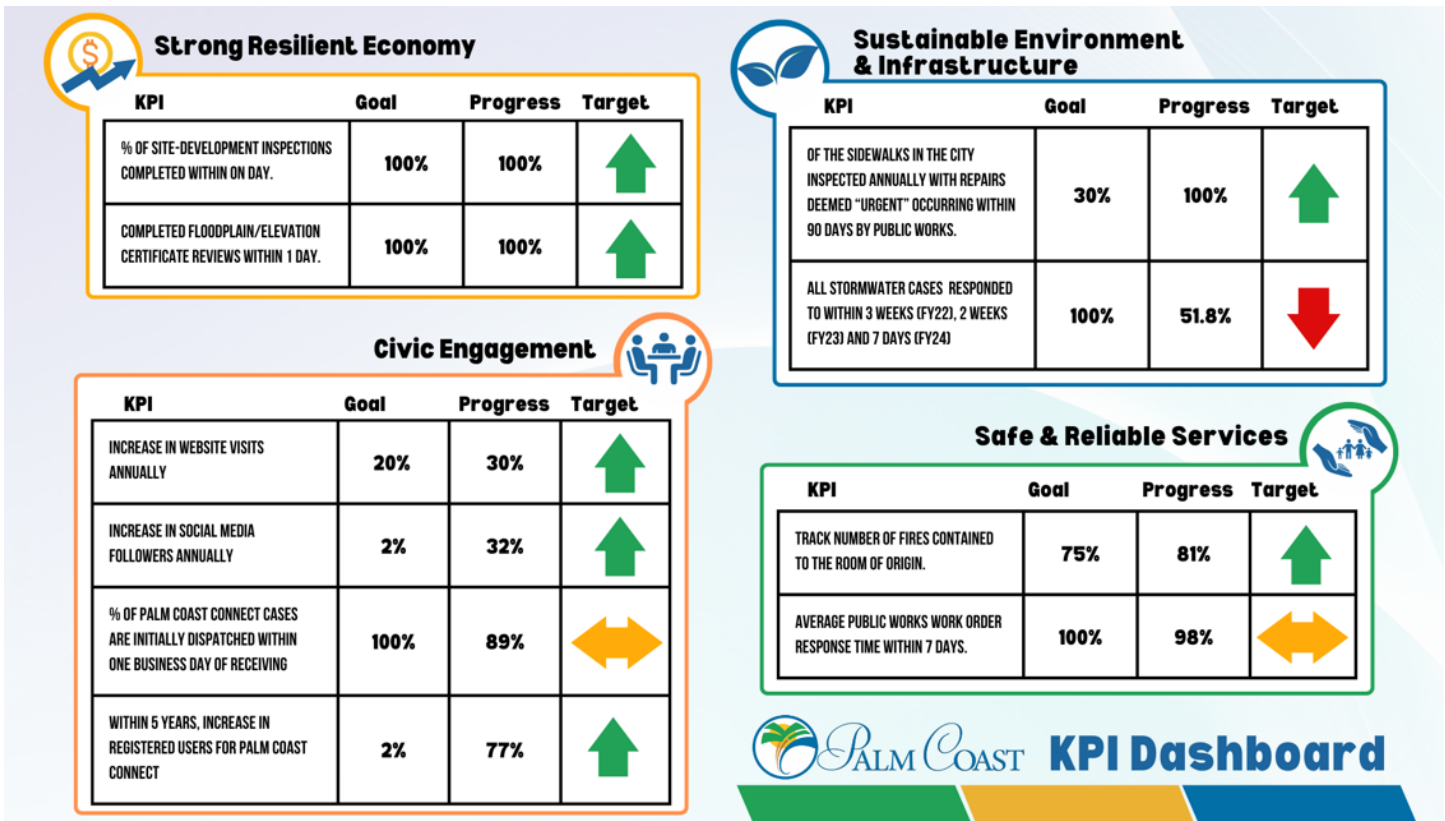 $
Strong Resilient Economy
KPI Goal Progress Target
% OF SITE-DEVELOPMENT INSPECTIONS
COMPLETED WITHIN ON DAY.
100% 100%
COMPLETED FLOODPLAIN/ELEVATION
CERTIFICATE REVIEWS WITHIN 1 DAY.
100% 100%
Civic Engagement
KPI Goal Progress Target
INCREASE IN WEBSITE VISITS
ANNUALLY
20% 30%
INCREASE IN SOCIAL MEDIA
FOLLOWERS ANNUALLY
2% 32%
% OF PALM COAST CONNECT CASES
ARE INITIALLY DISPATCHED WITHIN
ONE BUSINESS DAY OF RECEIVING
100% 89%
WITHIN 5 YEARS, INCREASE IN
REGISTERED USERS FOR PALM COAST
CONNECT
2% 77%
Sustainable Environment
& Infrastructure
KPI Goal Progress Target
OF THE SIDEWALKS IN THE CITY
INSPECTED ANNUALLY WITH REPAIRS
DEEMED “URGENT” OCCURRING WITHIN
90 DAYS BY PUBLIC WORKS.
30% 100%
ALL STORMWATER CASES RESPONDED
TO WITHIN 3 WEEKS (FY22), 2 WEEKS
(FY23) AND 7 DAYS (FY24)
100% 51.8%
Safe & Reliable Services
KPI Goal Progress Target
TRACK NUMBER OF FIRES CONTAINED
TO THE ROOM OF ORIGIN.
75% 81%
AVERAGE PUBLIC WORKS WORK ORDER
RESPONSE TIME WITHIN 7 DAYS.
100% 98%
PALM COAST KPI Dashboard